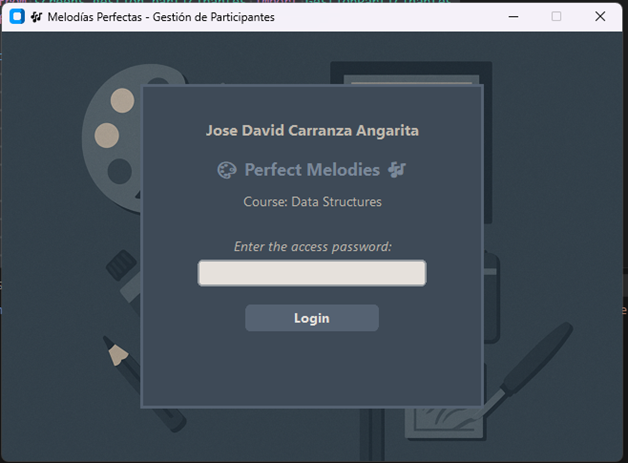 🎶 Melodías Perfectas - Gestión de Participantes
Jose David Carranza Angarita
🎨 Perfect Melodies 🎶
Course: Data Structures
Enter the access password:
Login